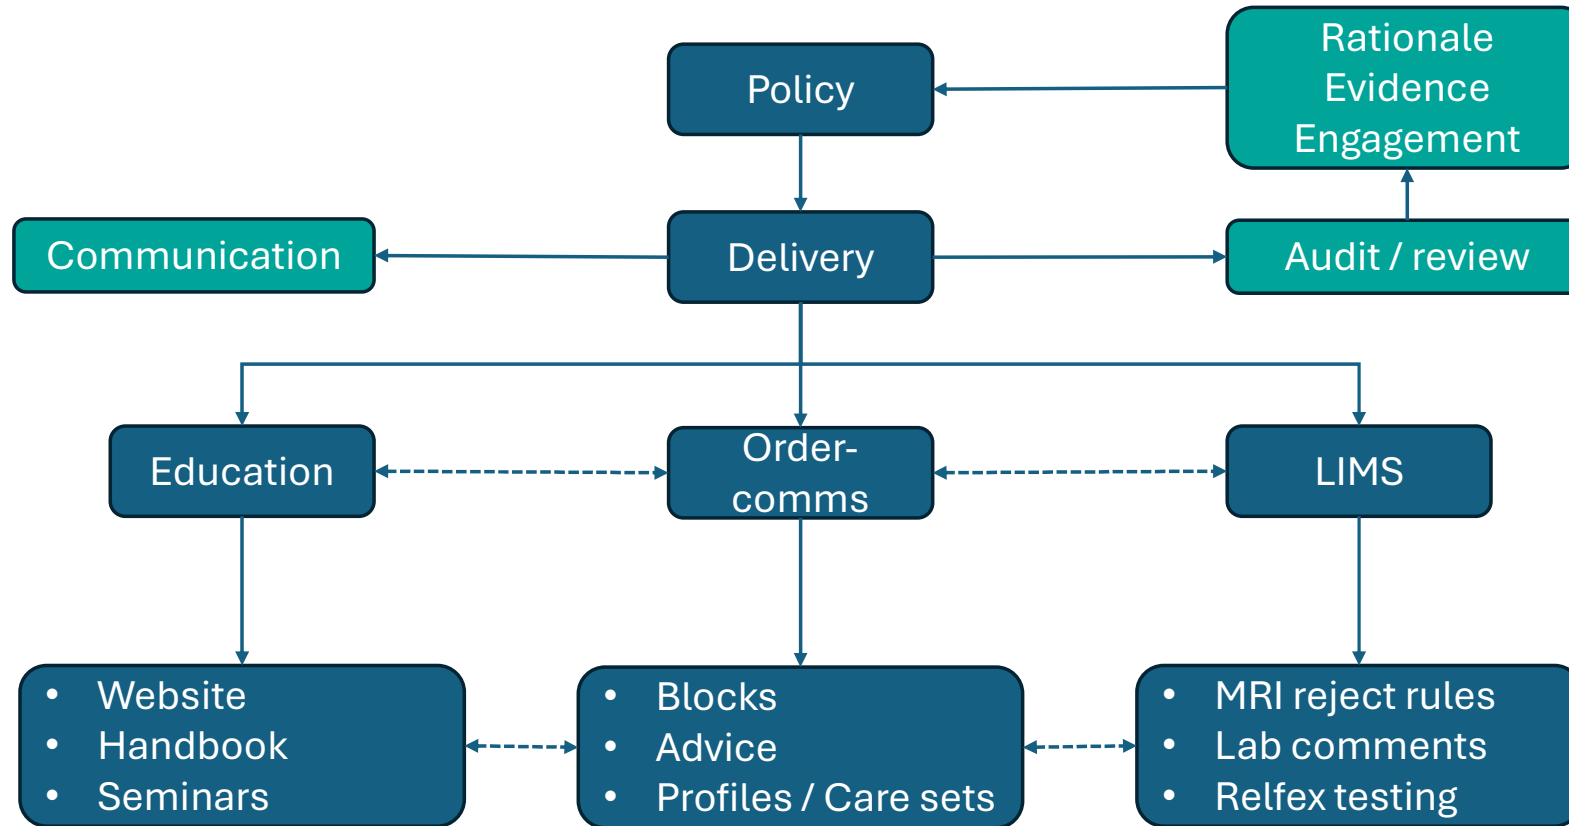 Rationale
Evidence
Engagement
Policy
Communication
Delivery
Audit / review
Education
Order-
comms
LIMS
• Website
• Handbook
• Seminars
• Blocks
• Advice
• Profiles / Care sets
• MRI reject rules
• Lab comments
• Relfex testing